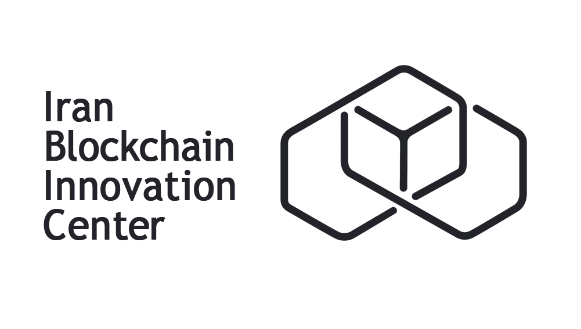 Iran
Blockchain
Innovation
Center